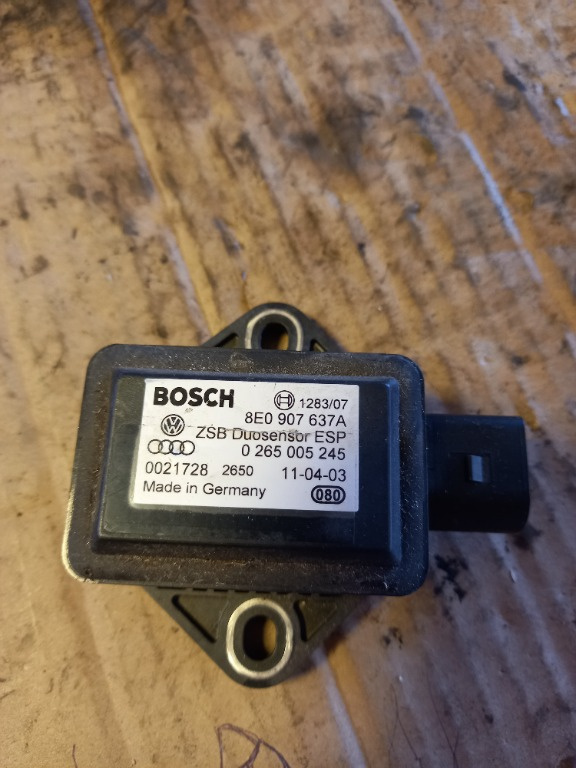 BOSCH 1283/07
8E0 907 637A
ZSB Duosensor ESP
0 265 005 245
0021728 2650 11-04-03
Made in Germany 080